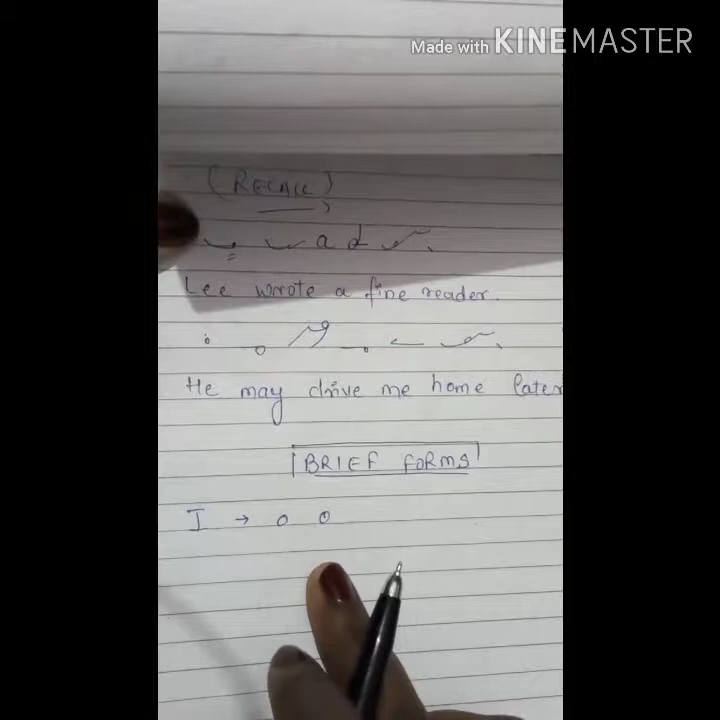 Made with KINEMASTER
(RECALL)
Lee wrote a fine reader.
He may drive me home later
BRIEF FORMS
I → o